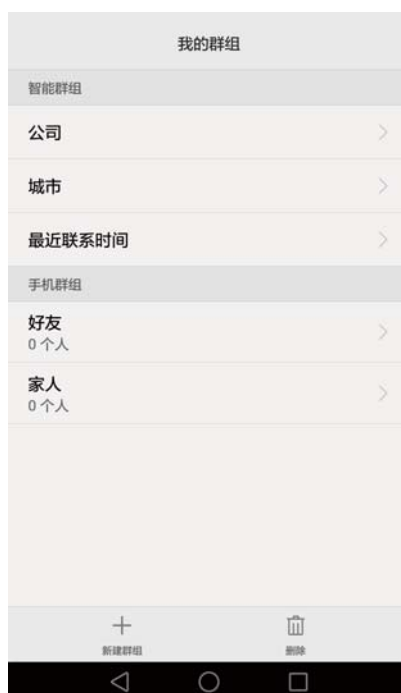 我的群组
智能群组
公司
城市
最近联系时间
手机群组
好友
0 个人
家人
0 个人
新建群组
删除